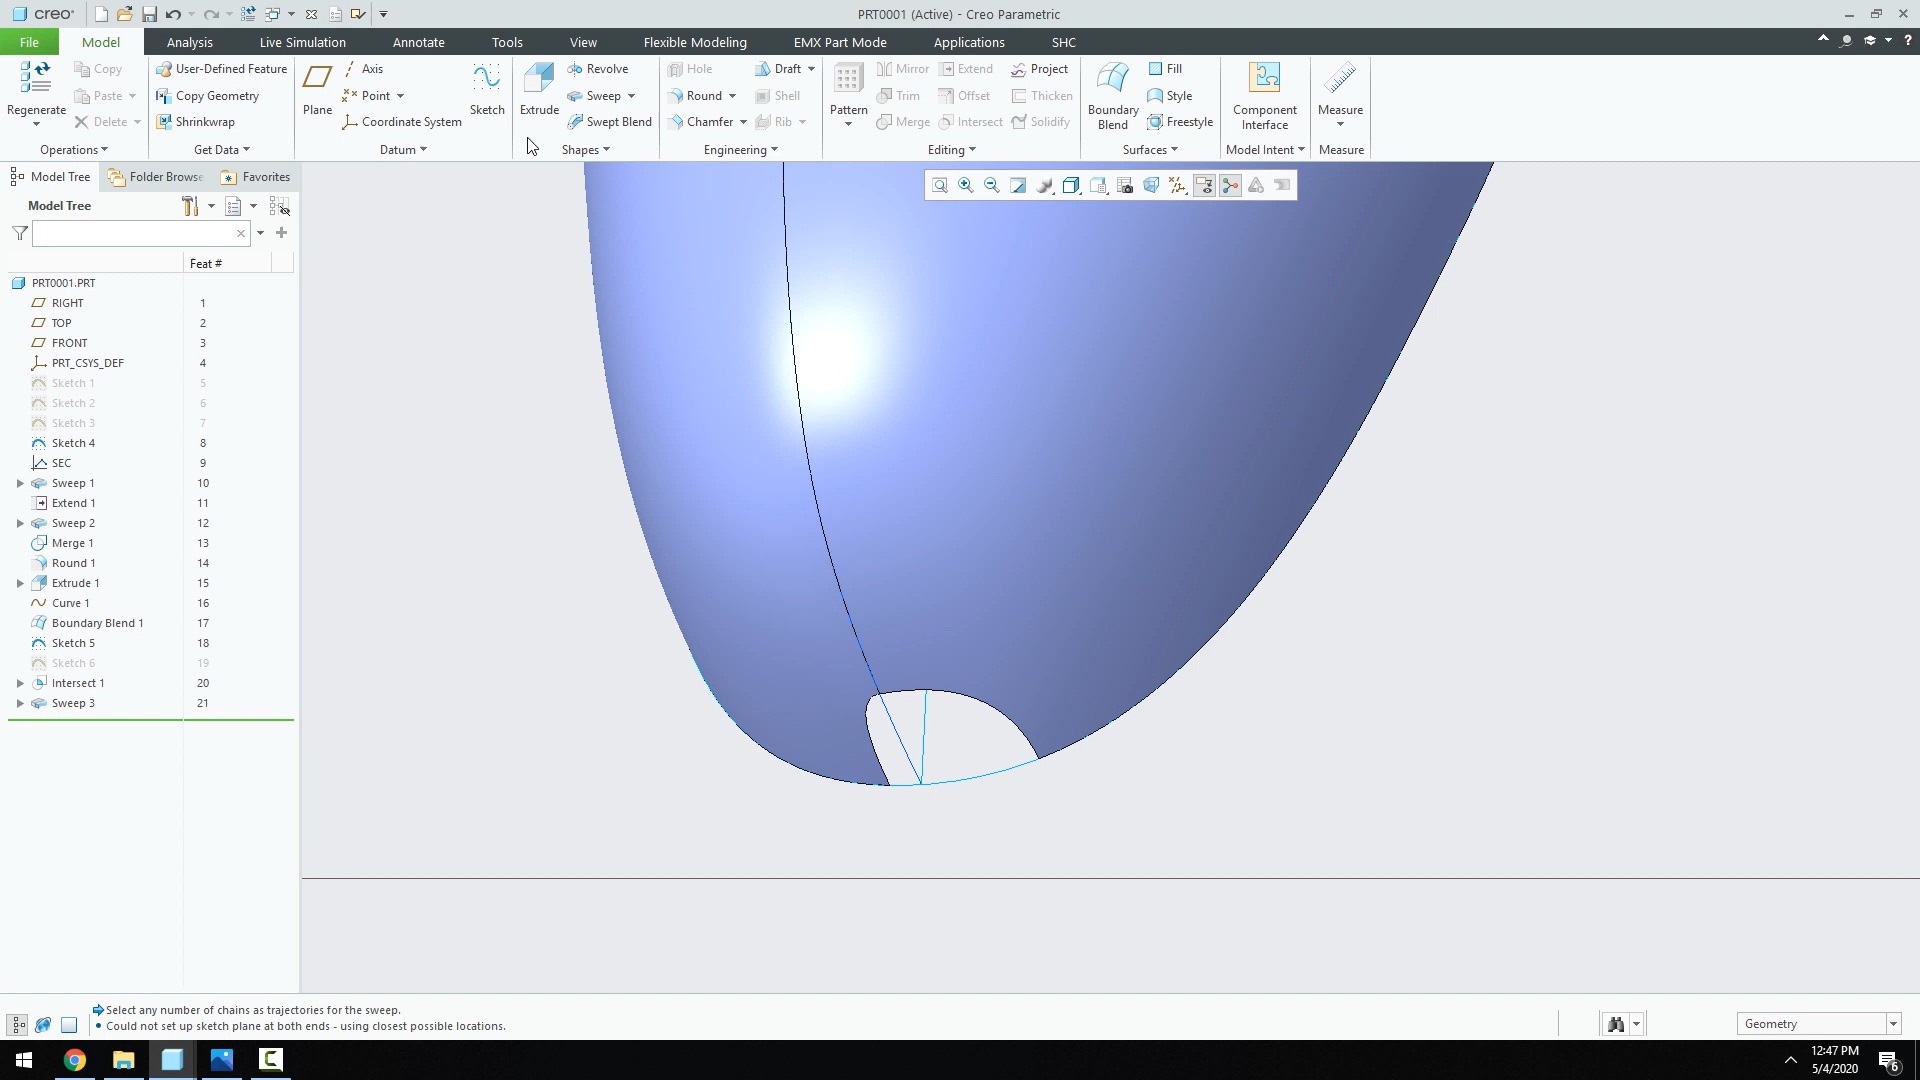 creo
PRT0001 (Active) - Creo Parametric
File
Model
Analysis
Live Simulation
Annotate
Tools
View
Flexible Modeling
EMX Part Mode
Applications
SHC
Regenerate
Copy
Paste
Delete
Operations
User-Defined Feature
Copy Geometry
Shrinkwrap
Get Data
Plane
Axis
Point
Coordinate System
Sketch
Datum
Extrude
Revolve
Sweep
Swept Blend
Shapes
Hole
Round
Chamfer
Draft
Shell
Rib
Engineering
Pattern
Mirror
Trim
Merge
Extend
Offset
Intersect
Project
Thicken
Solidify
Editing
Boundary
Blend
Fill
Style
Freestyle
Surfaces
Component
Interface
Model Intent
Measure
Measure
Model Tree
Folder Browse
Favorites
Model Tree
Feat #
PRT0001.PRT
RIGHT 1
TOP 2
FRONT 3
PRT_CSYS_DEF 4
Sketch 1 5
Sketch 2 6
Sketch 3 7
Sketch 4 8
SEC 9
Sweep 1 10
Extend 1 11
Sweep 2 12
Merge 1 13
Round 1 14
Extrude 1 15
Curve 1 16
Boundary Blend 1 17
Sketch 5 18
Sketch 6 19
Intersect 1 20
Sweep 3 21
Select any number of chains as trajectories for the sweep.
Could not set up sketch plane at both ends - using closest possible locations.
Geometry
12:47 PM
5/4/2020
6